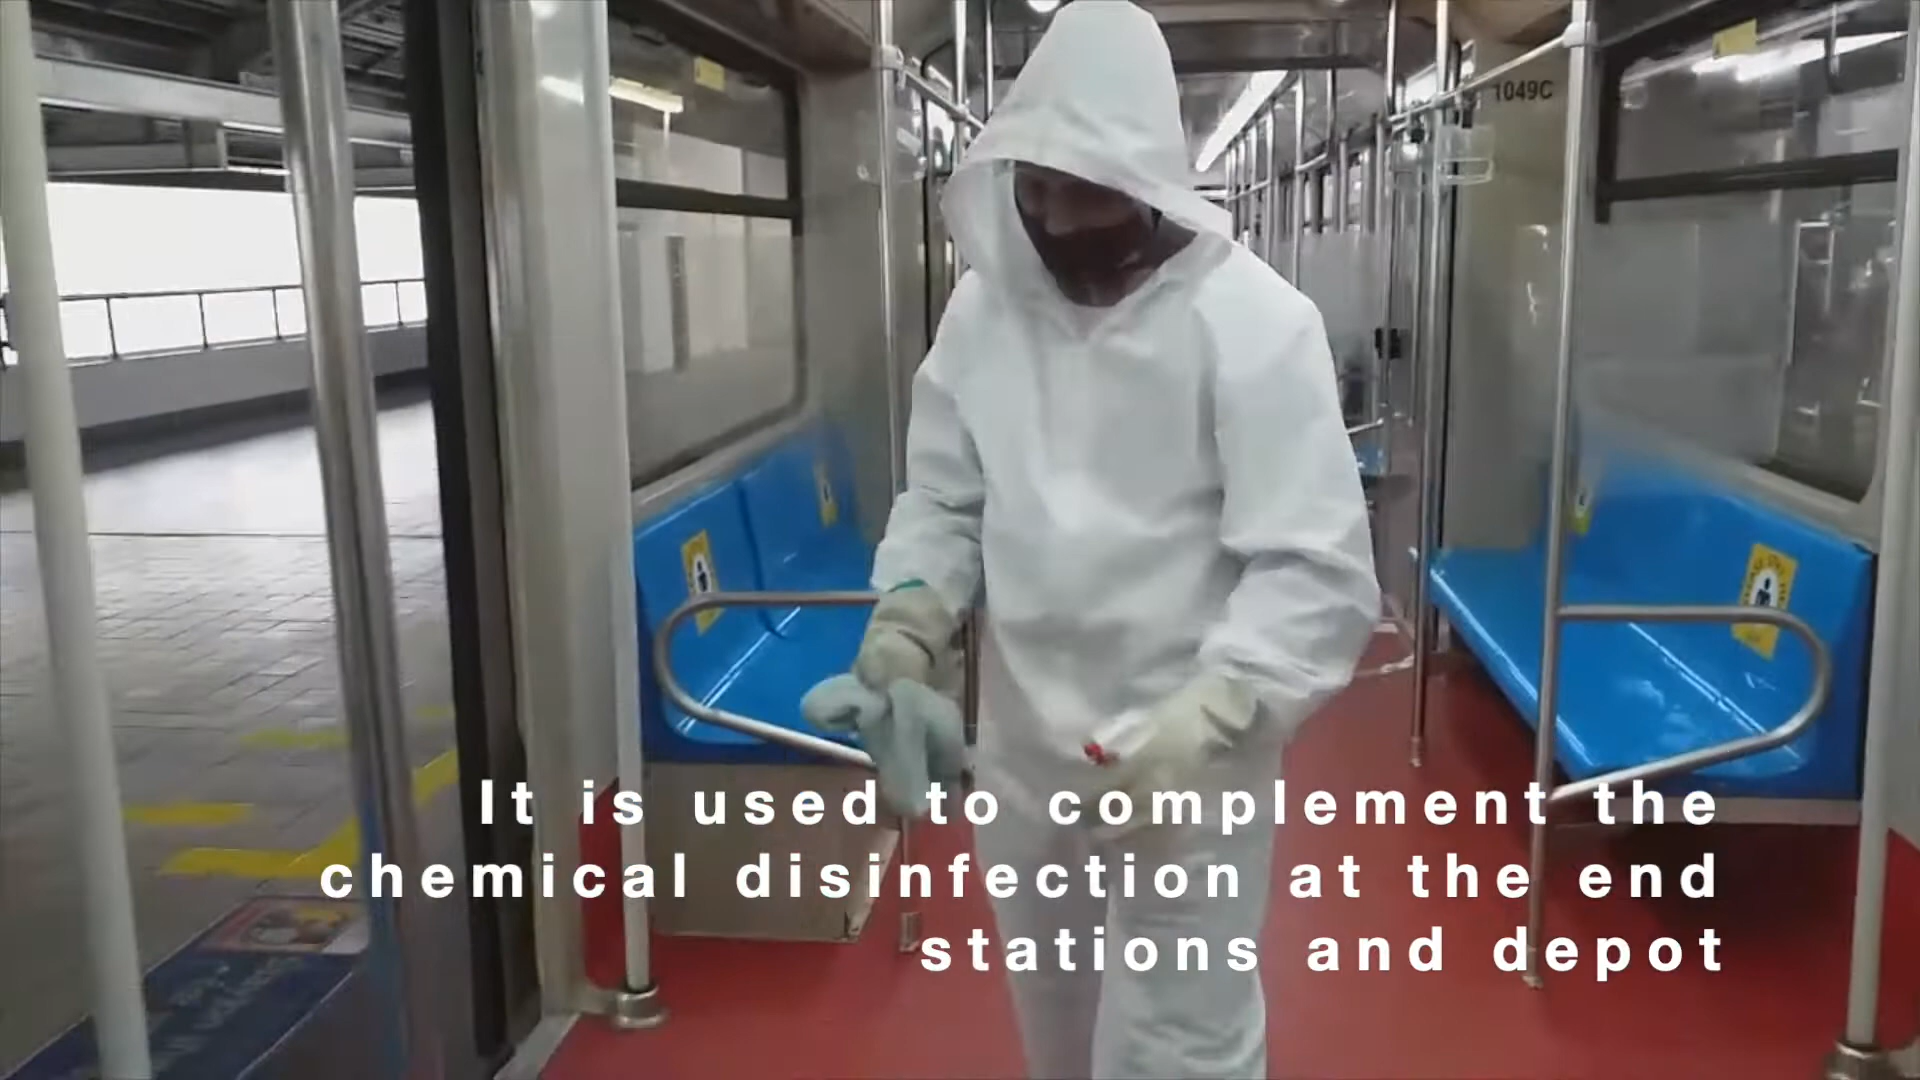 1049C
It is used to complement the
chemical disinfection at the end
stations and depot